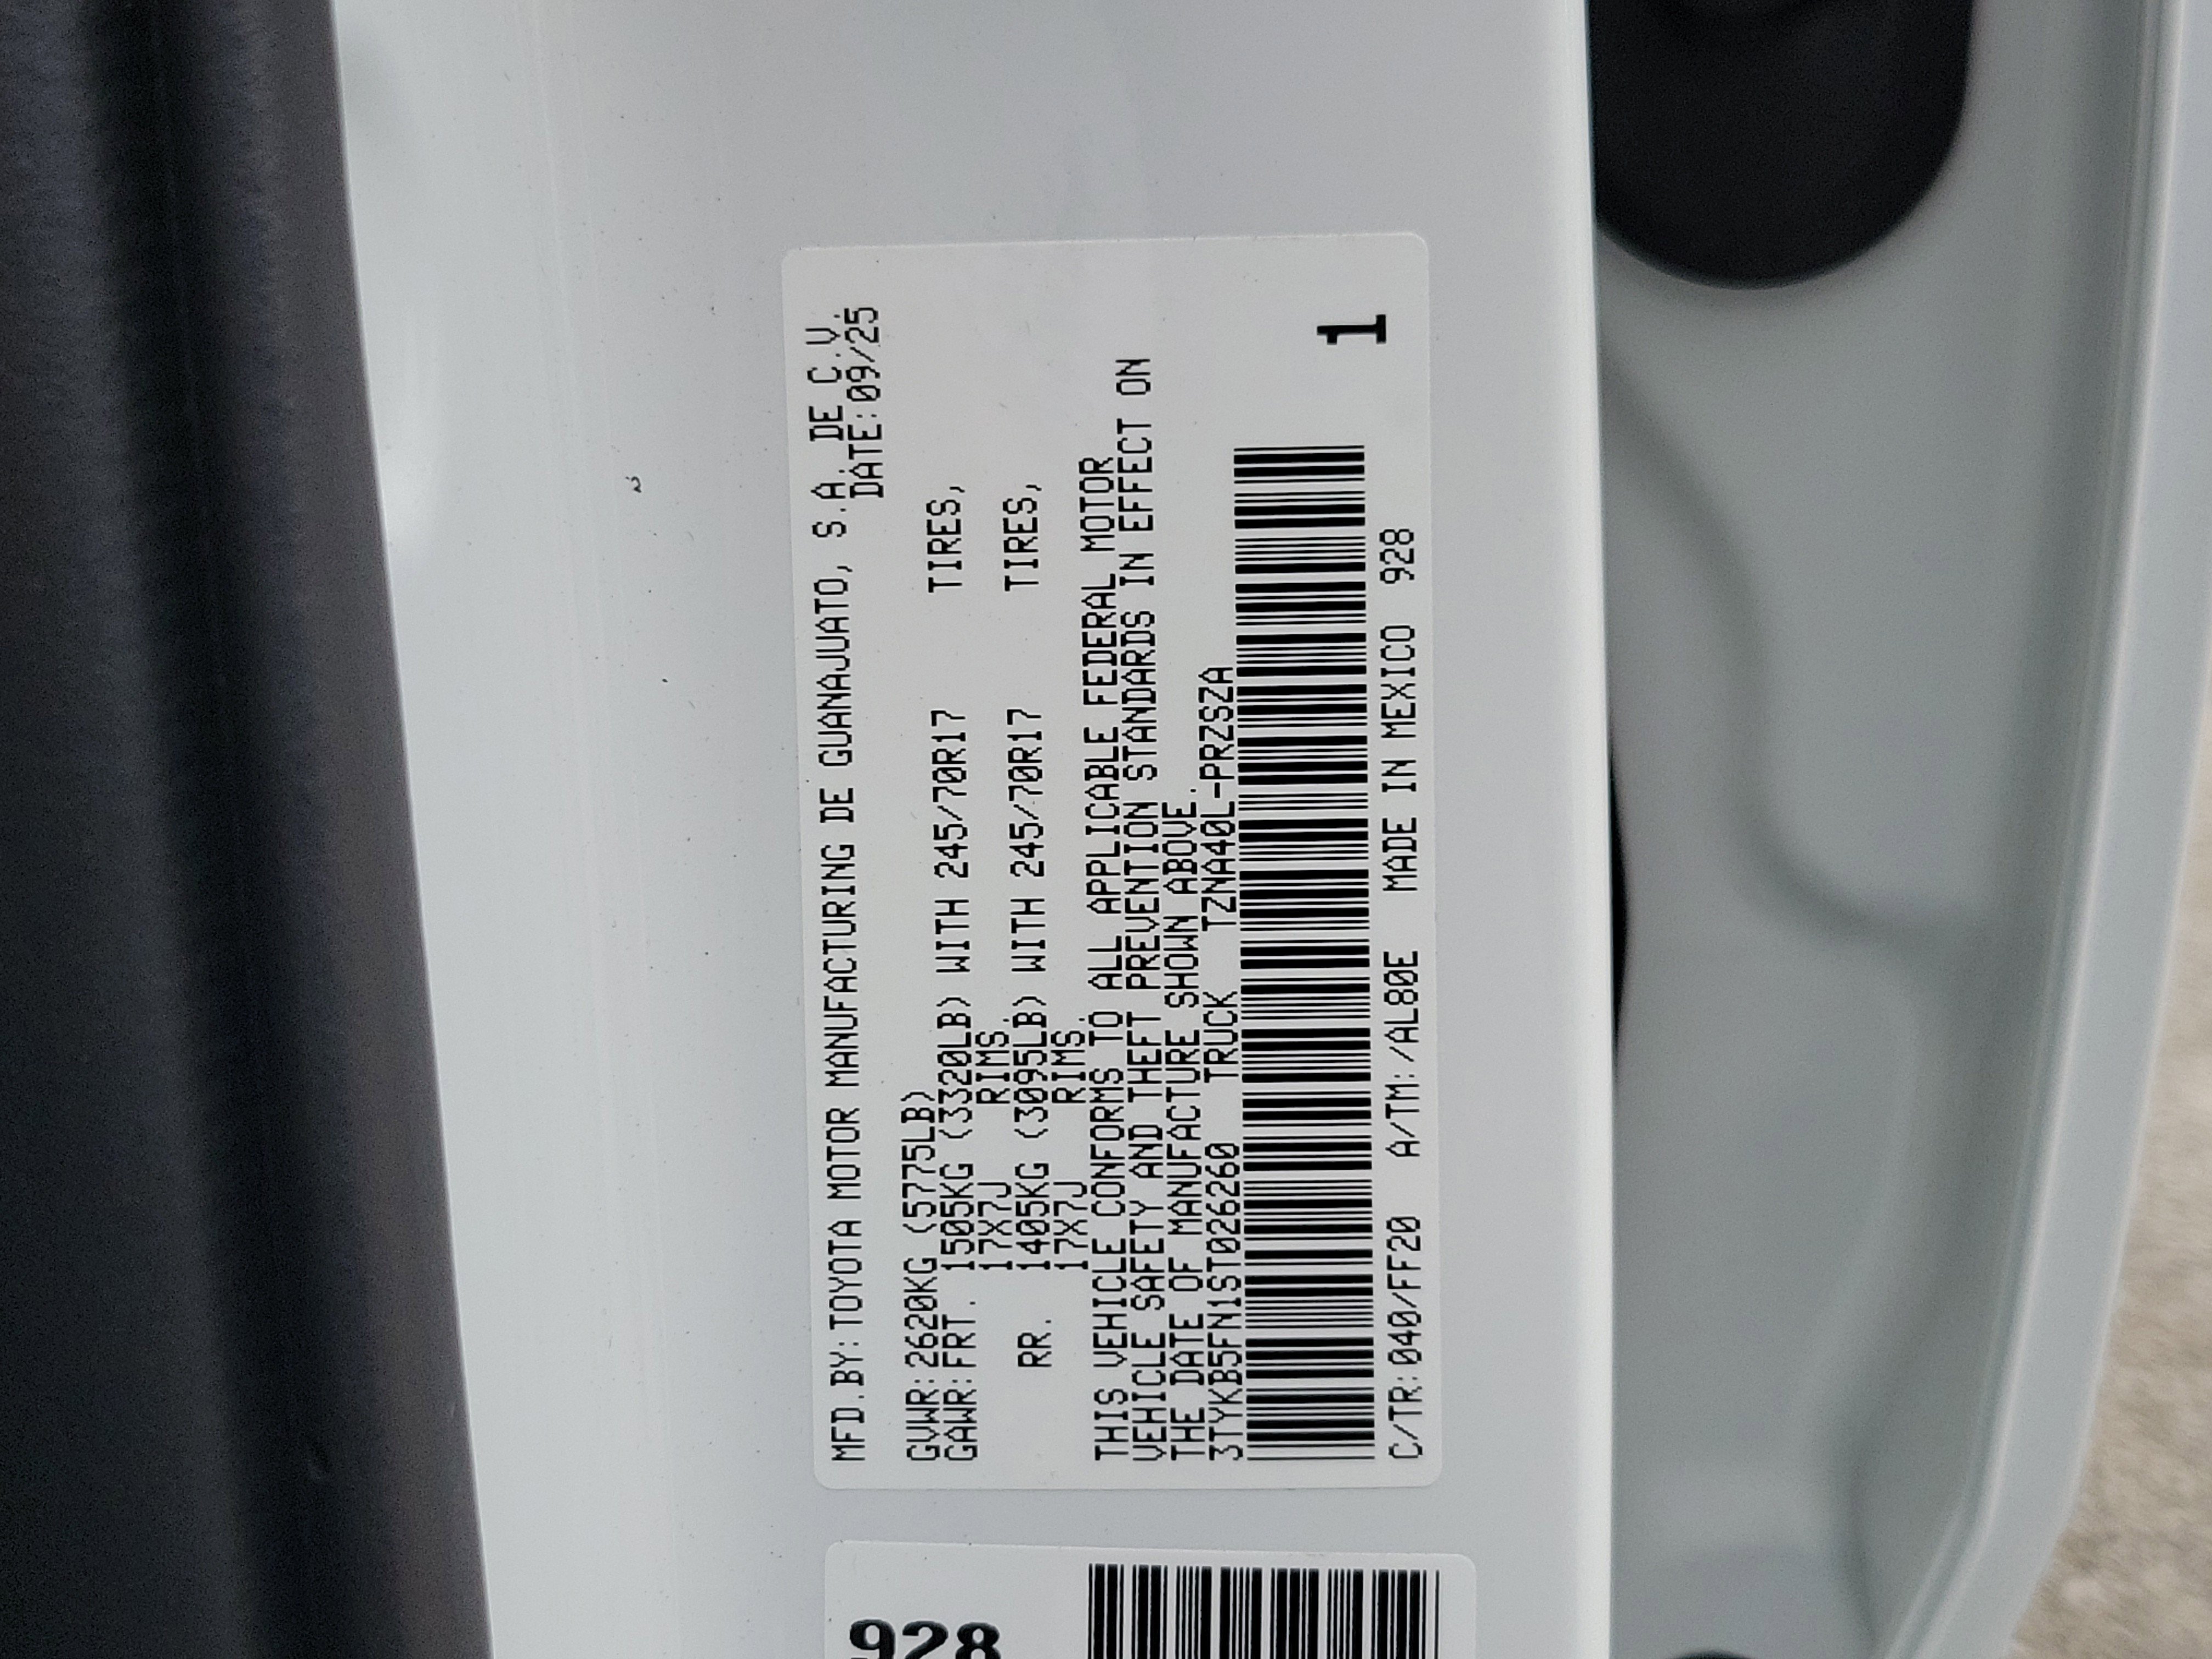 MFD.BY:TOYOTA MOTOR MANUFACTURING DE GUANAJUATO, S.A. DE C.V.
DATE:09/25
GVWR:2620KG (5775LB)
GAWR:FRT. 1505KG (3320LB) WITH 245/70R17 TIRES,
17X7J RIMS.
RR. 1405KG (3095LB) WITH 245/70R17 TIRES,
17X7J RIMS.
THIS VEHICLE CONFORMS TO ALL APPLICABLE FEDERAL MOTOR
VEHICLE SAFETY AND THEFT PREVENTION STANDARDS IN EFFECT ON
THE DATE OF MANUFACTURE SHOWN ABOVE.
3TYKB5FN1ST026260 TRUCK TZNA40L-PRZSZA
1
C/TR:040/FF20 A/TM:/AL80E MADE IN MEXICO 928
928